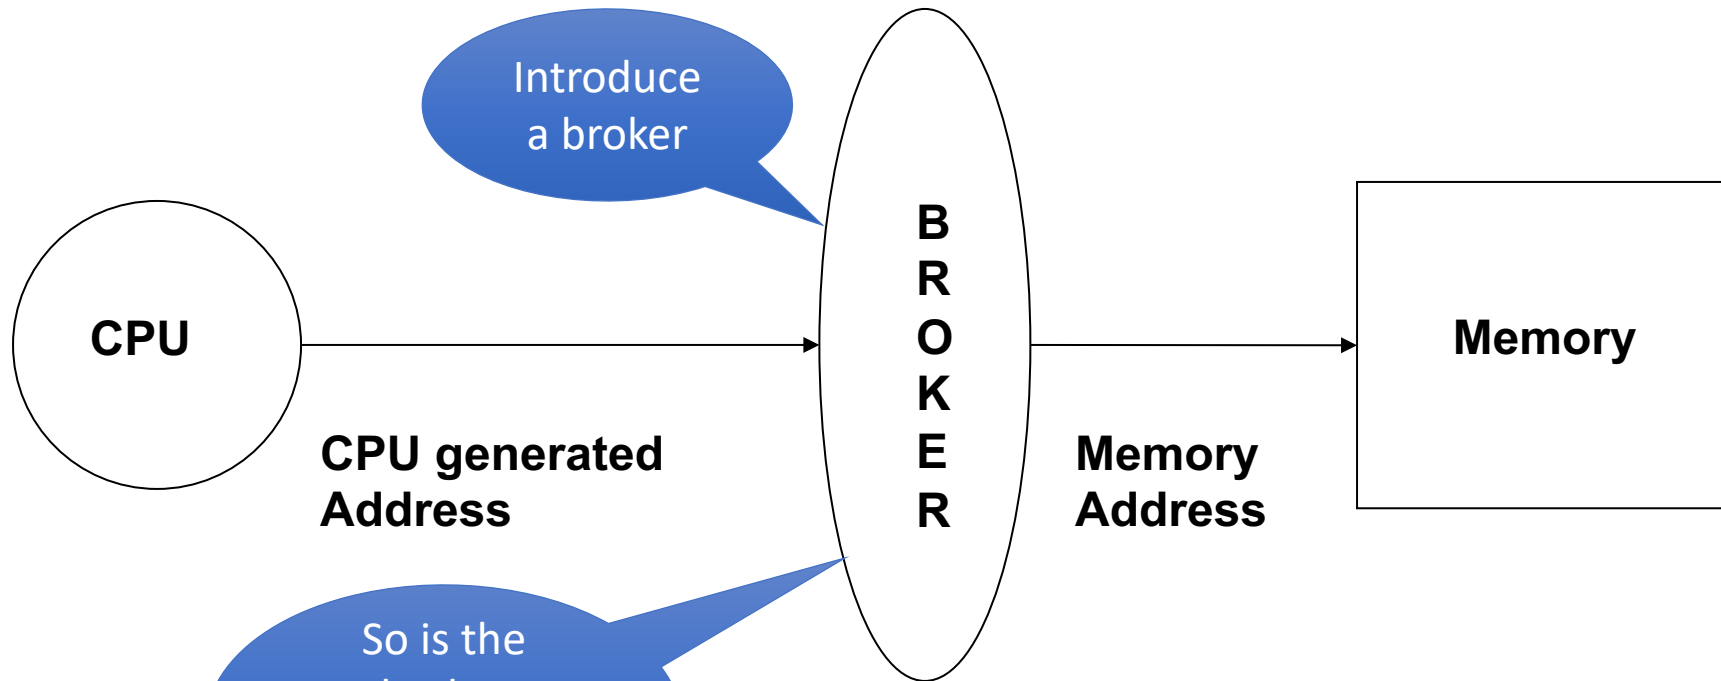 Introduce
a broker
CPU
B
R
O
K
E
R
Memory
CPU generated
Address
Memory
Address
So is the